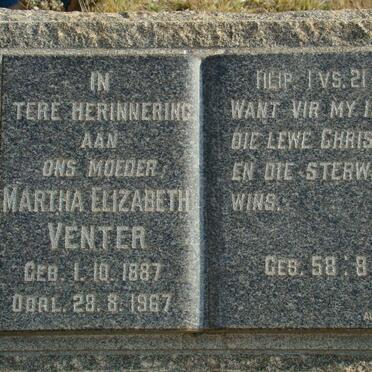 IN
TERE HERINNERING
AAN
ONS MOEDER
MARTHA ELIZABETH
VENTER
GEB. 1.10.1887
OORL. 23.8.1967
FILIP. 1 VS. 21
WANT VIR MY I
DIE LEWE CHRIS
EN DIE STERW
WINS.
GES. 58 : 8